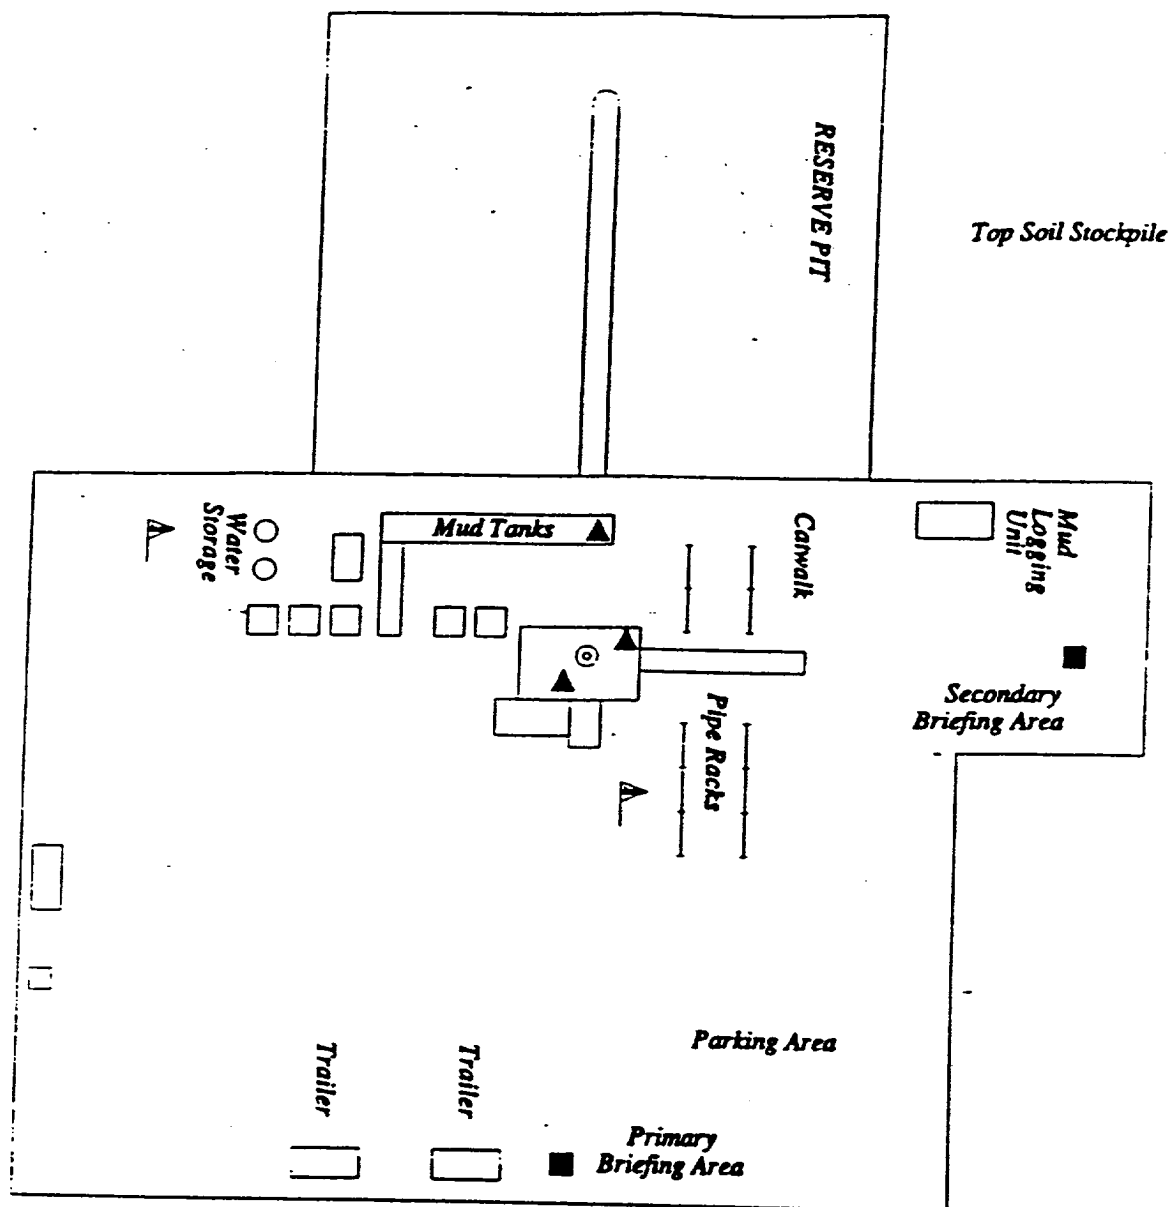 RESERVE PIT
Top Soil Stockpile
Water
Storage
Mud Tanks
Catwalk
Mud
Logging
Unit
Secondary
Briefing Area
Pipe Racks
Parking Area
Trailer
Trailer
Primary
Briefing Area